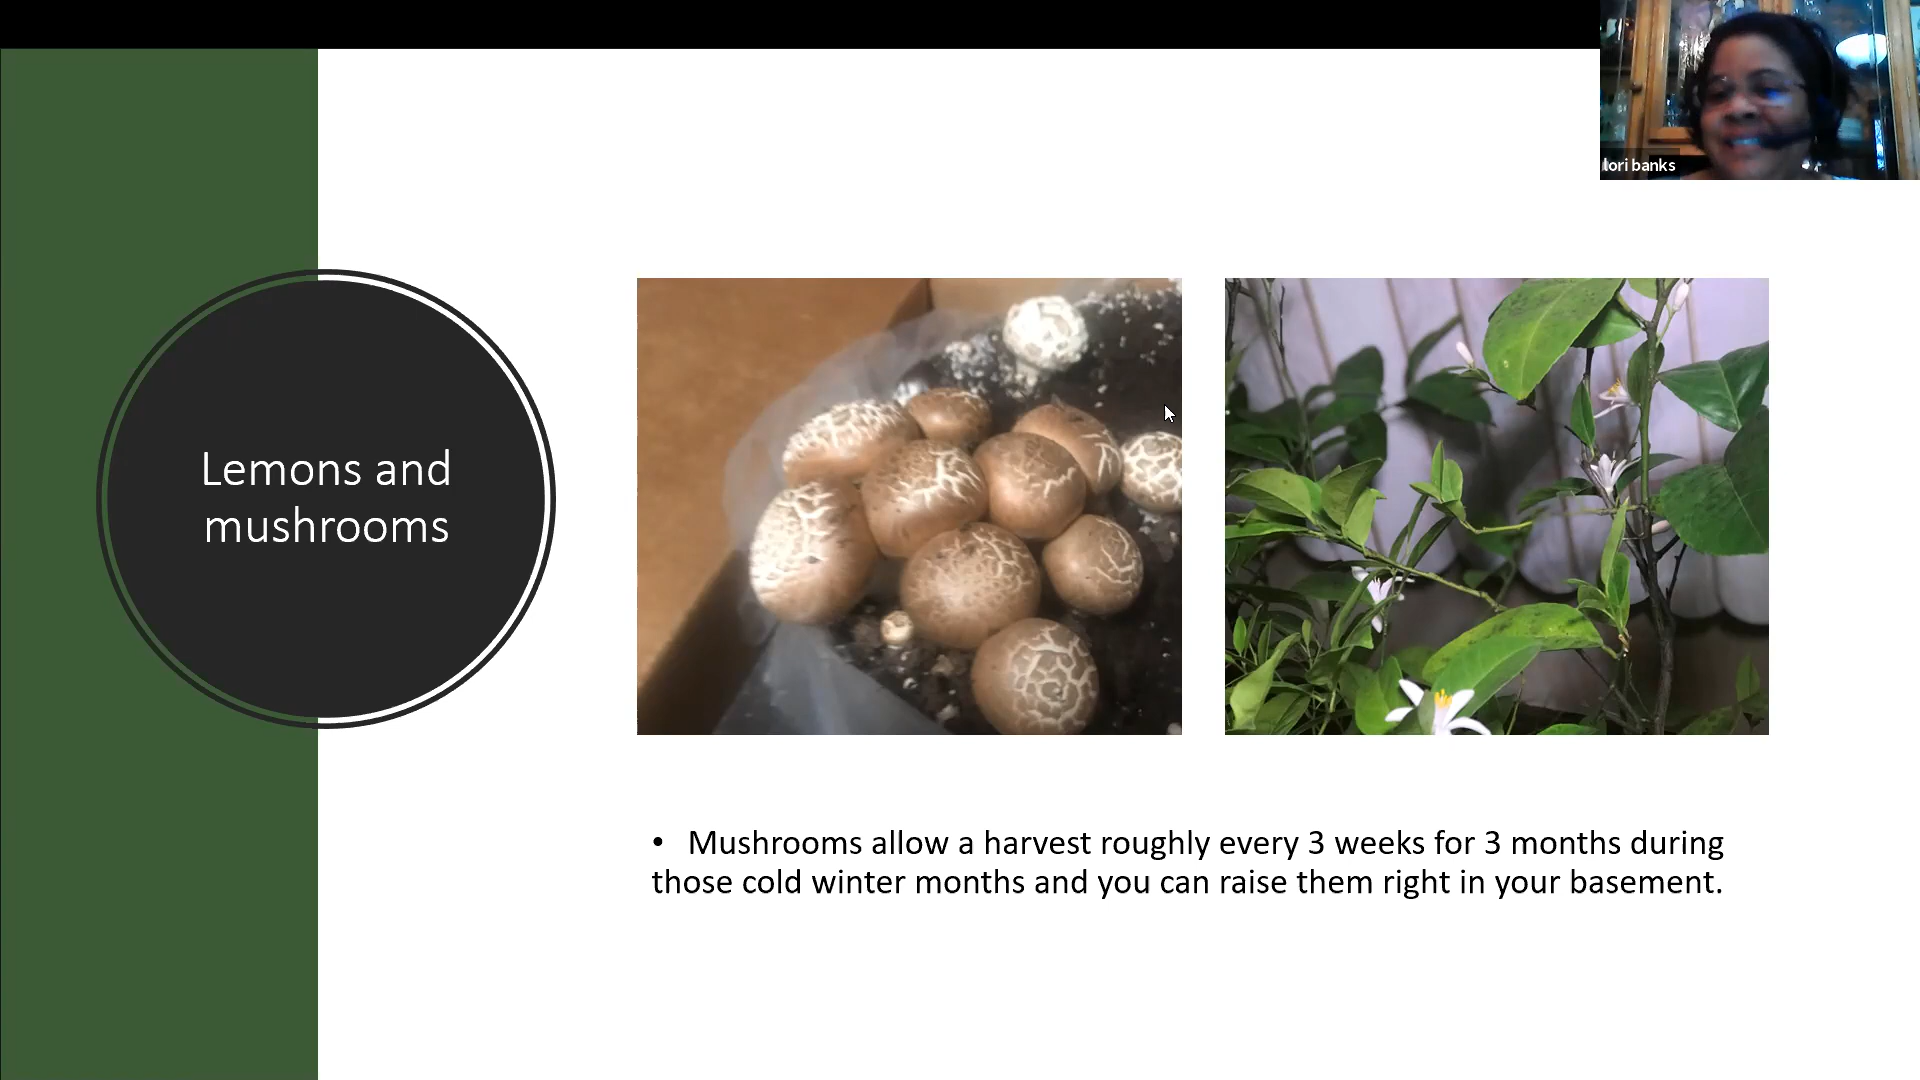 lori banks
Lemons and
mushrooms
• Mushrooms allow a harvest roughly every 3 weeks for 3 months during
those cold winter months and you can raise them right in your basement.